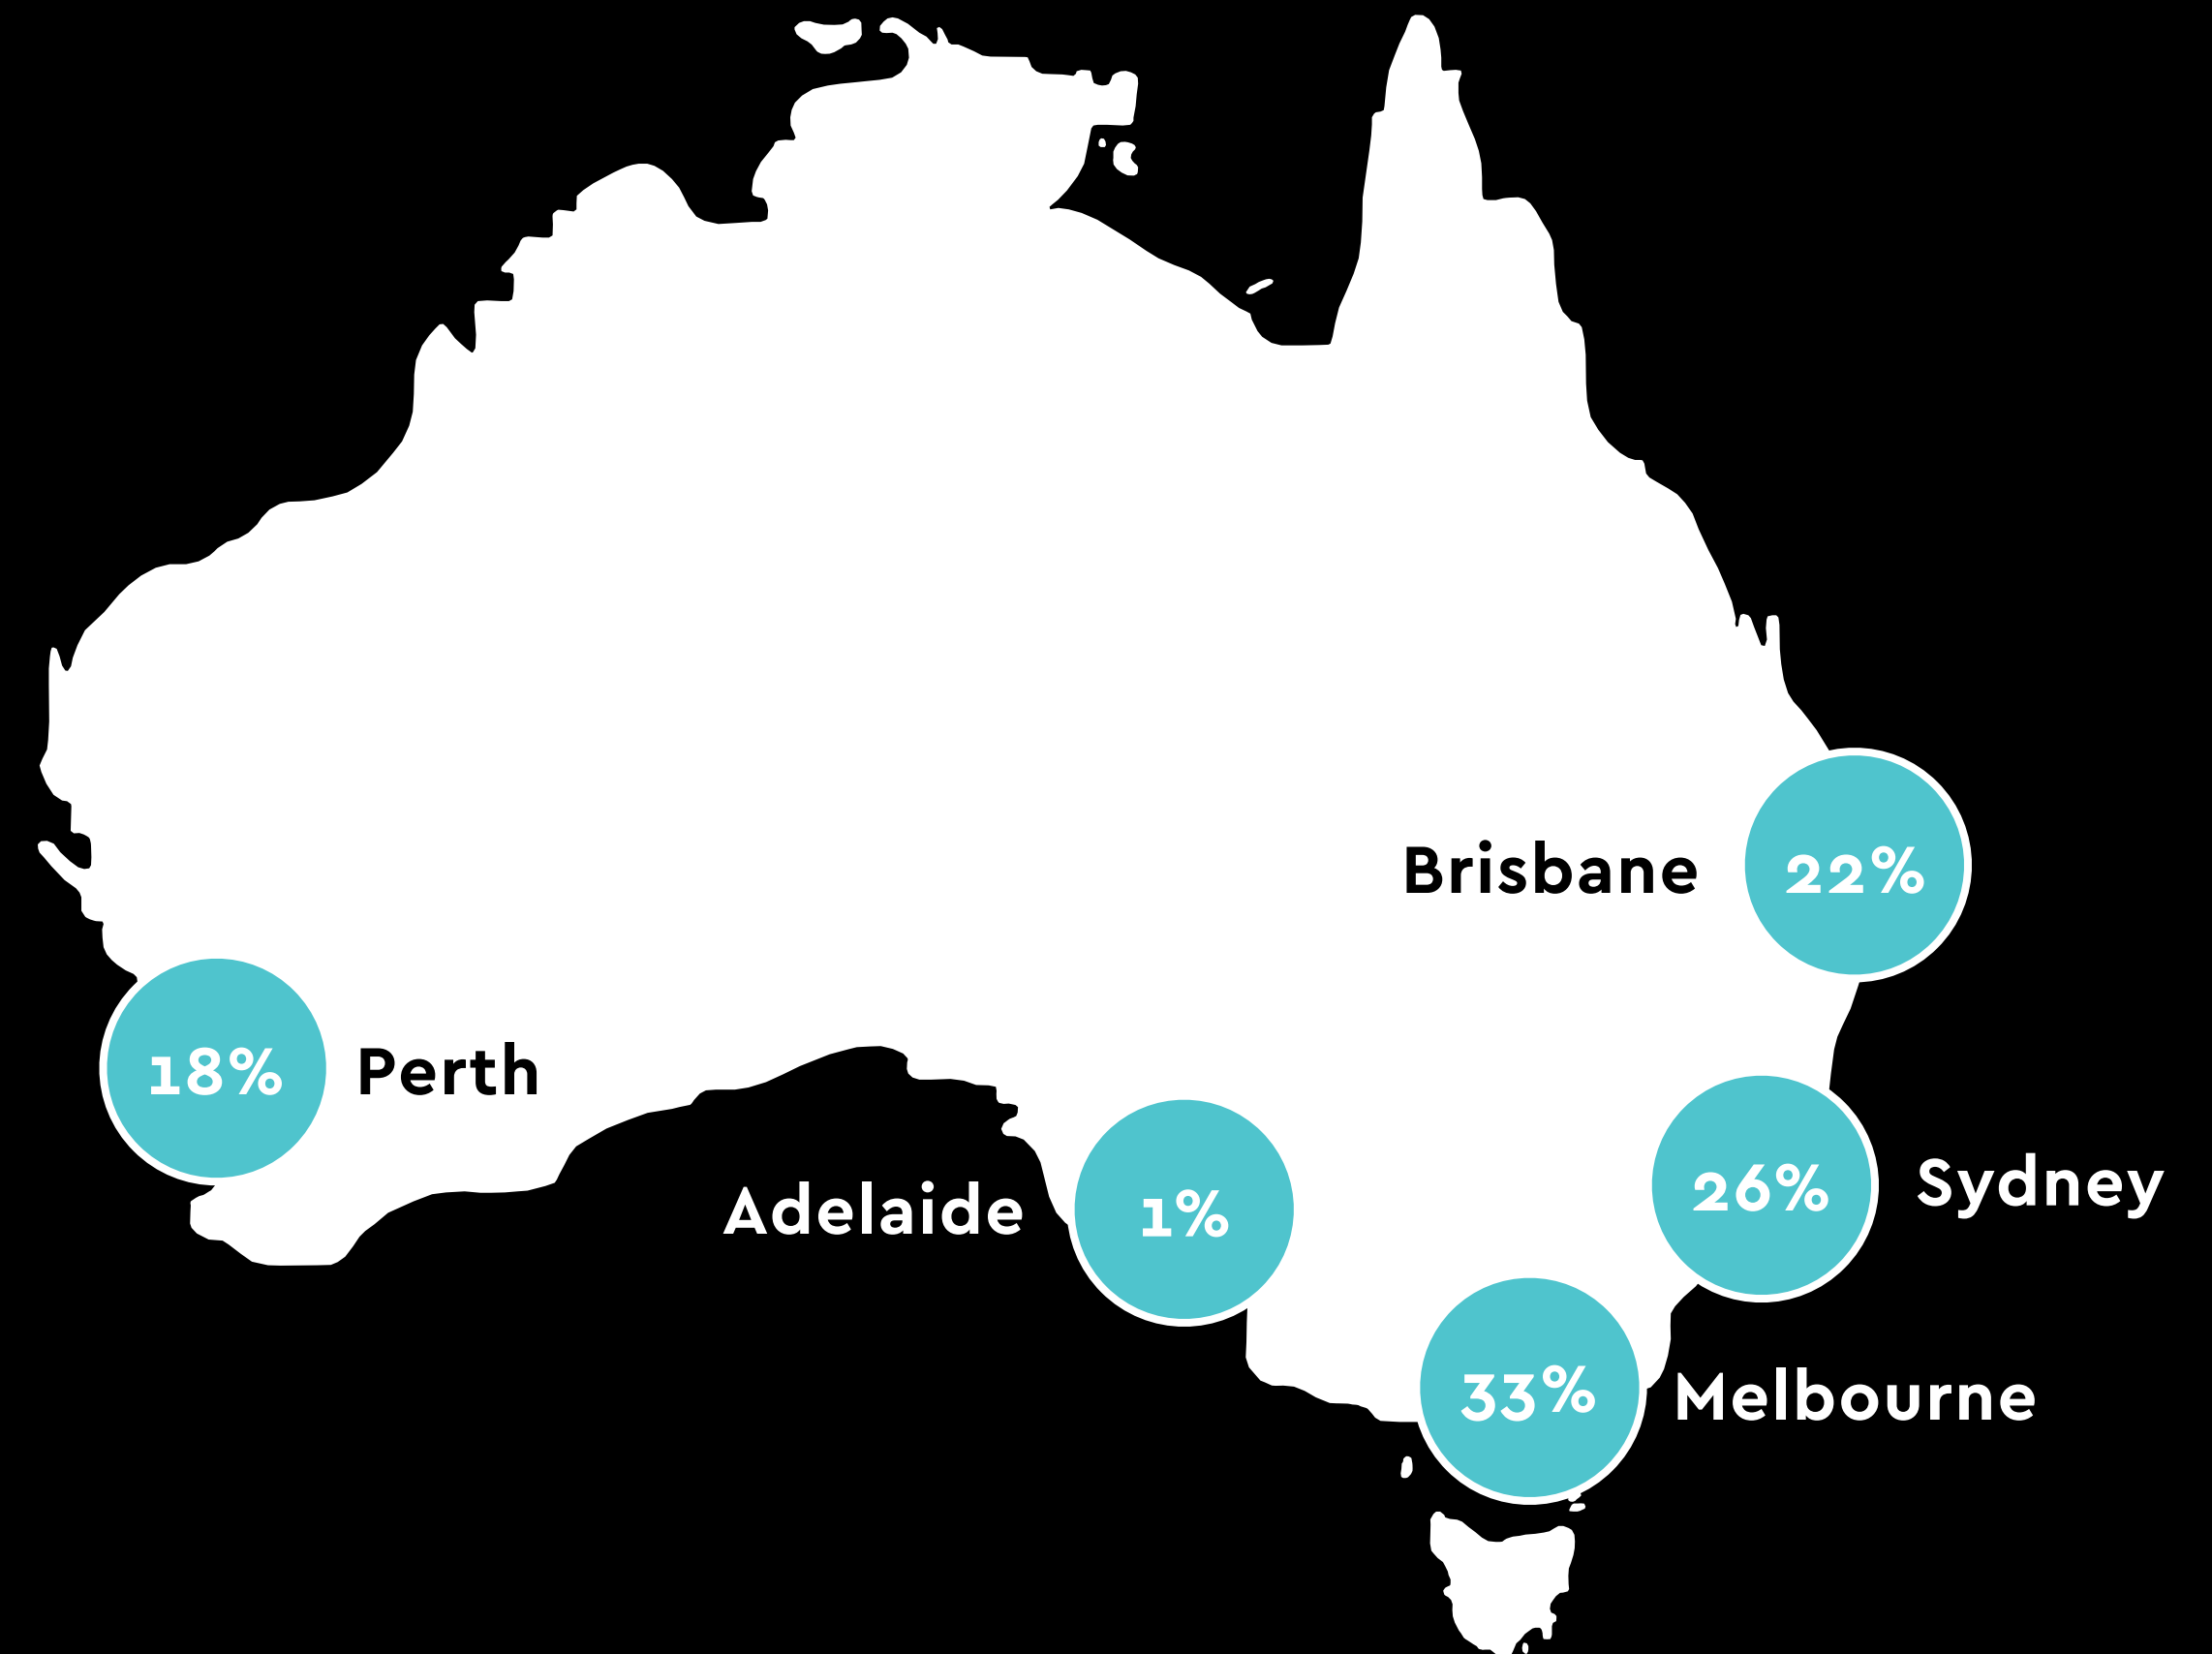 Brisbane 22%
18% Perth
26% Sydney
Adelaide 1%
33% Melbourne